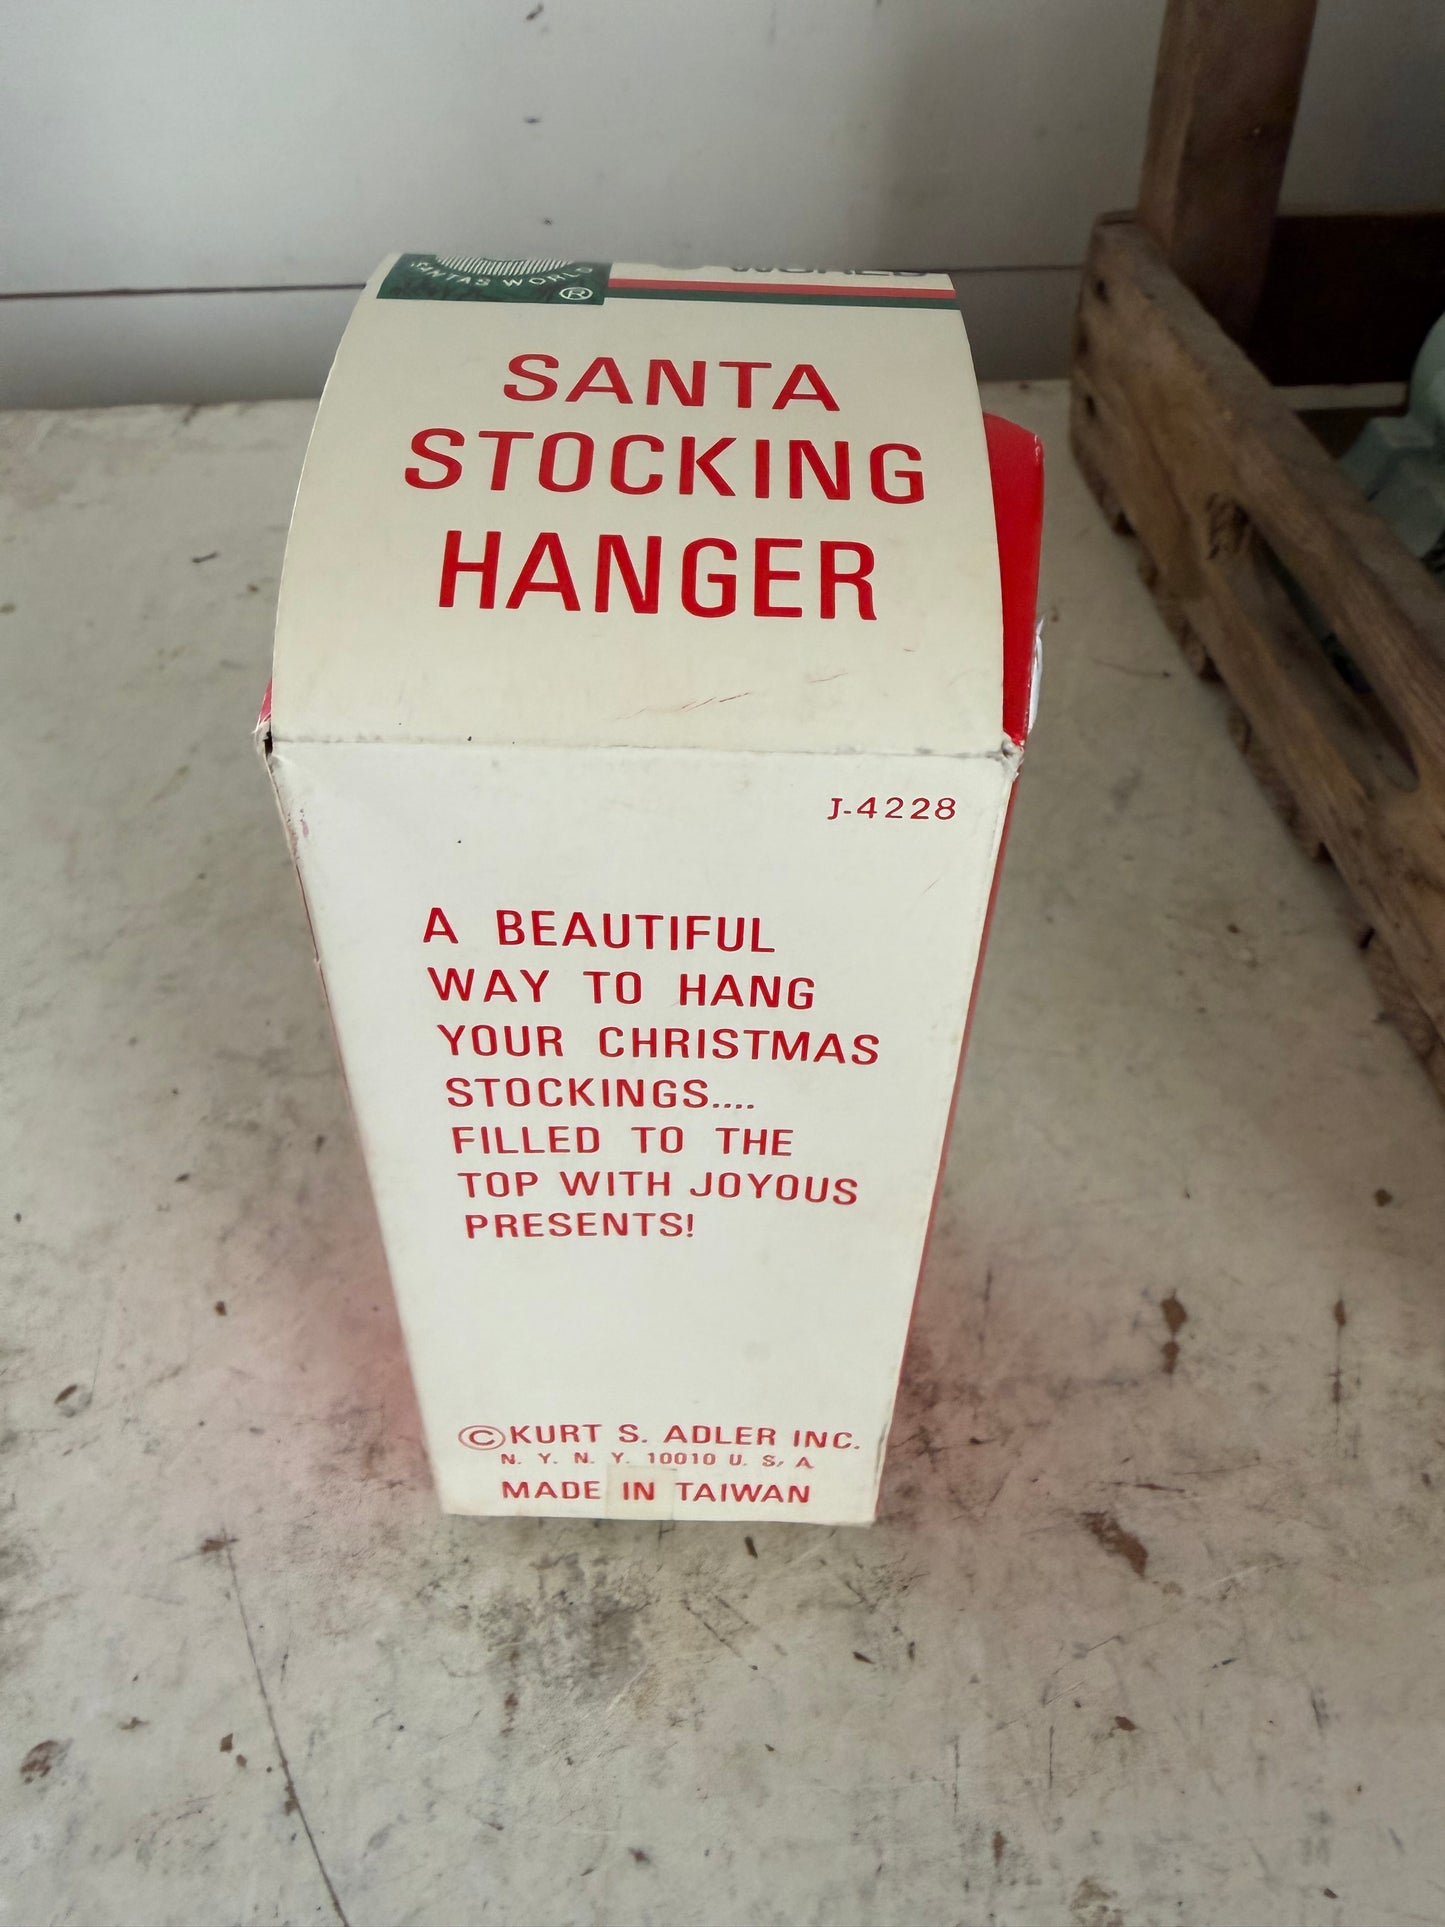 SANTAS WORLD ®
WORLD
SANTA
STOCKING
HANGER
J-4228
A BEAUTIFUL
WAY TO HANG
YOUR CHRISTMAS
STOCKINGS....
FILLED TO THE
TOP WITH JOYOUS
PRESENTS!
©KURT S. ADLER INC.
N. Y. N. Y. 10010 U. S, A
MADE IN TAIWAN